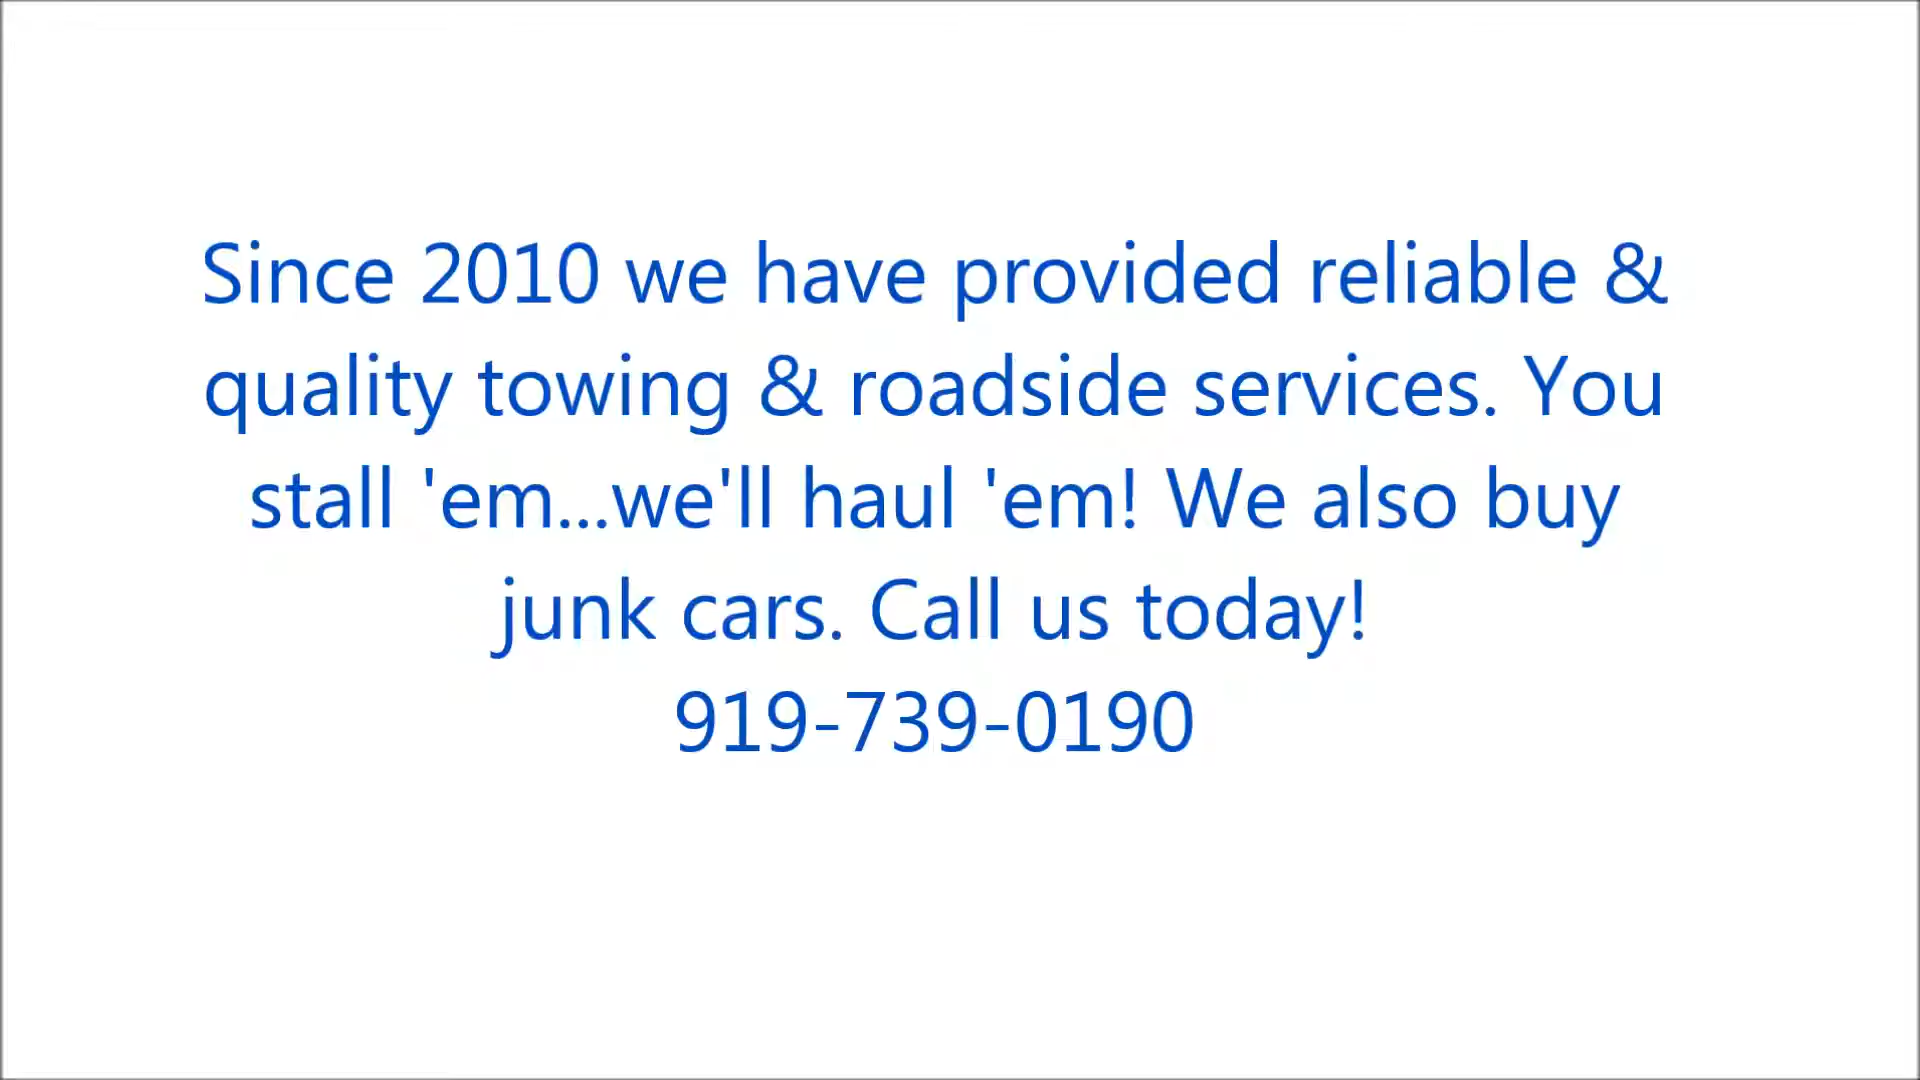 Since 2010 we have provided reliable &
quality towing & roadside services. You
stall 'em...we'll haul 'em! We also buy
junk cars. Call us today!
919-739-0190